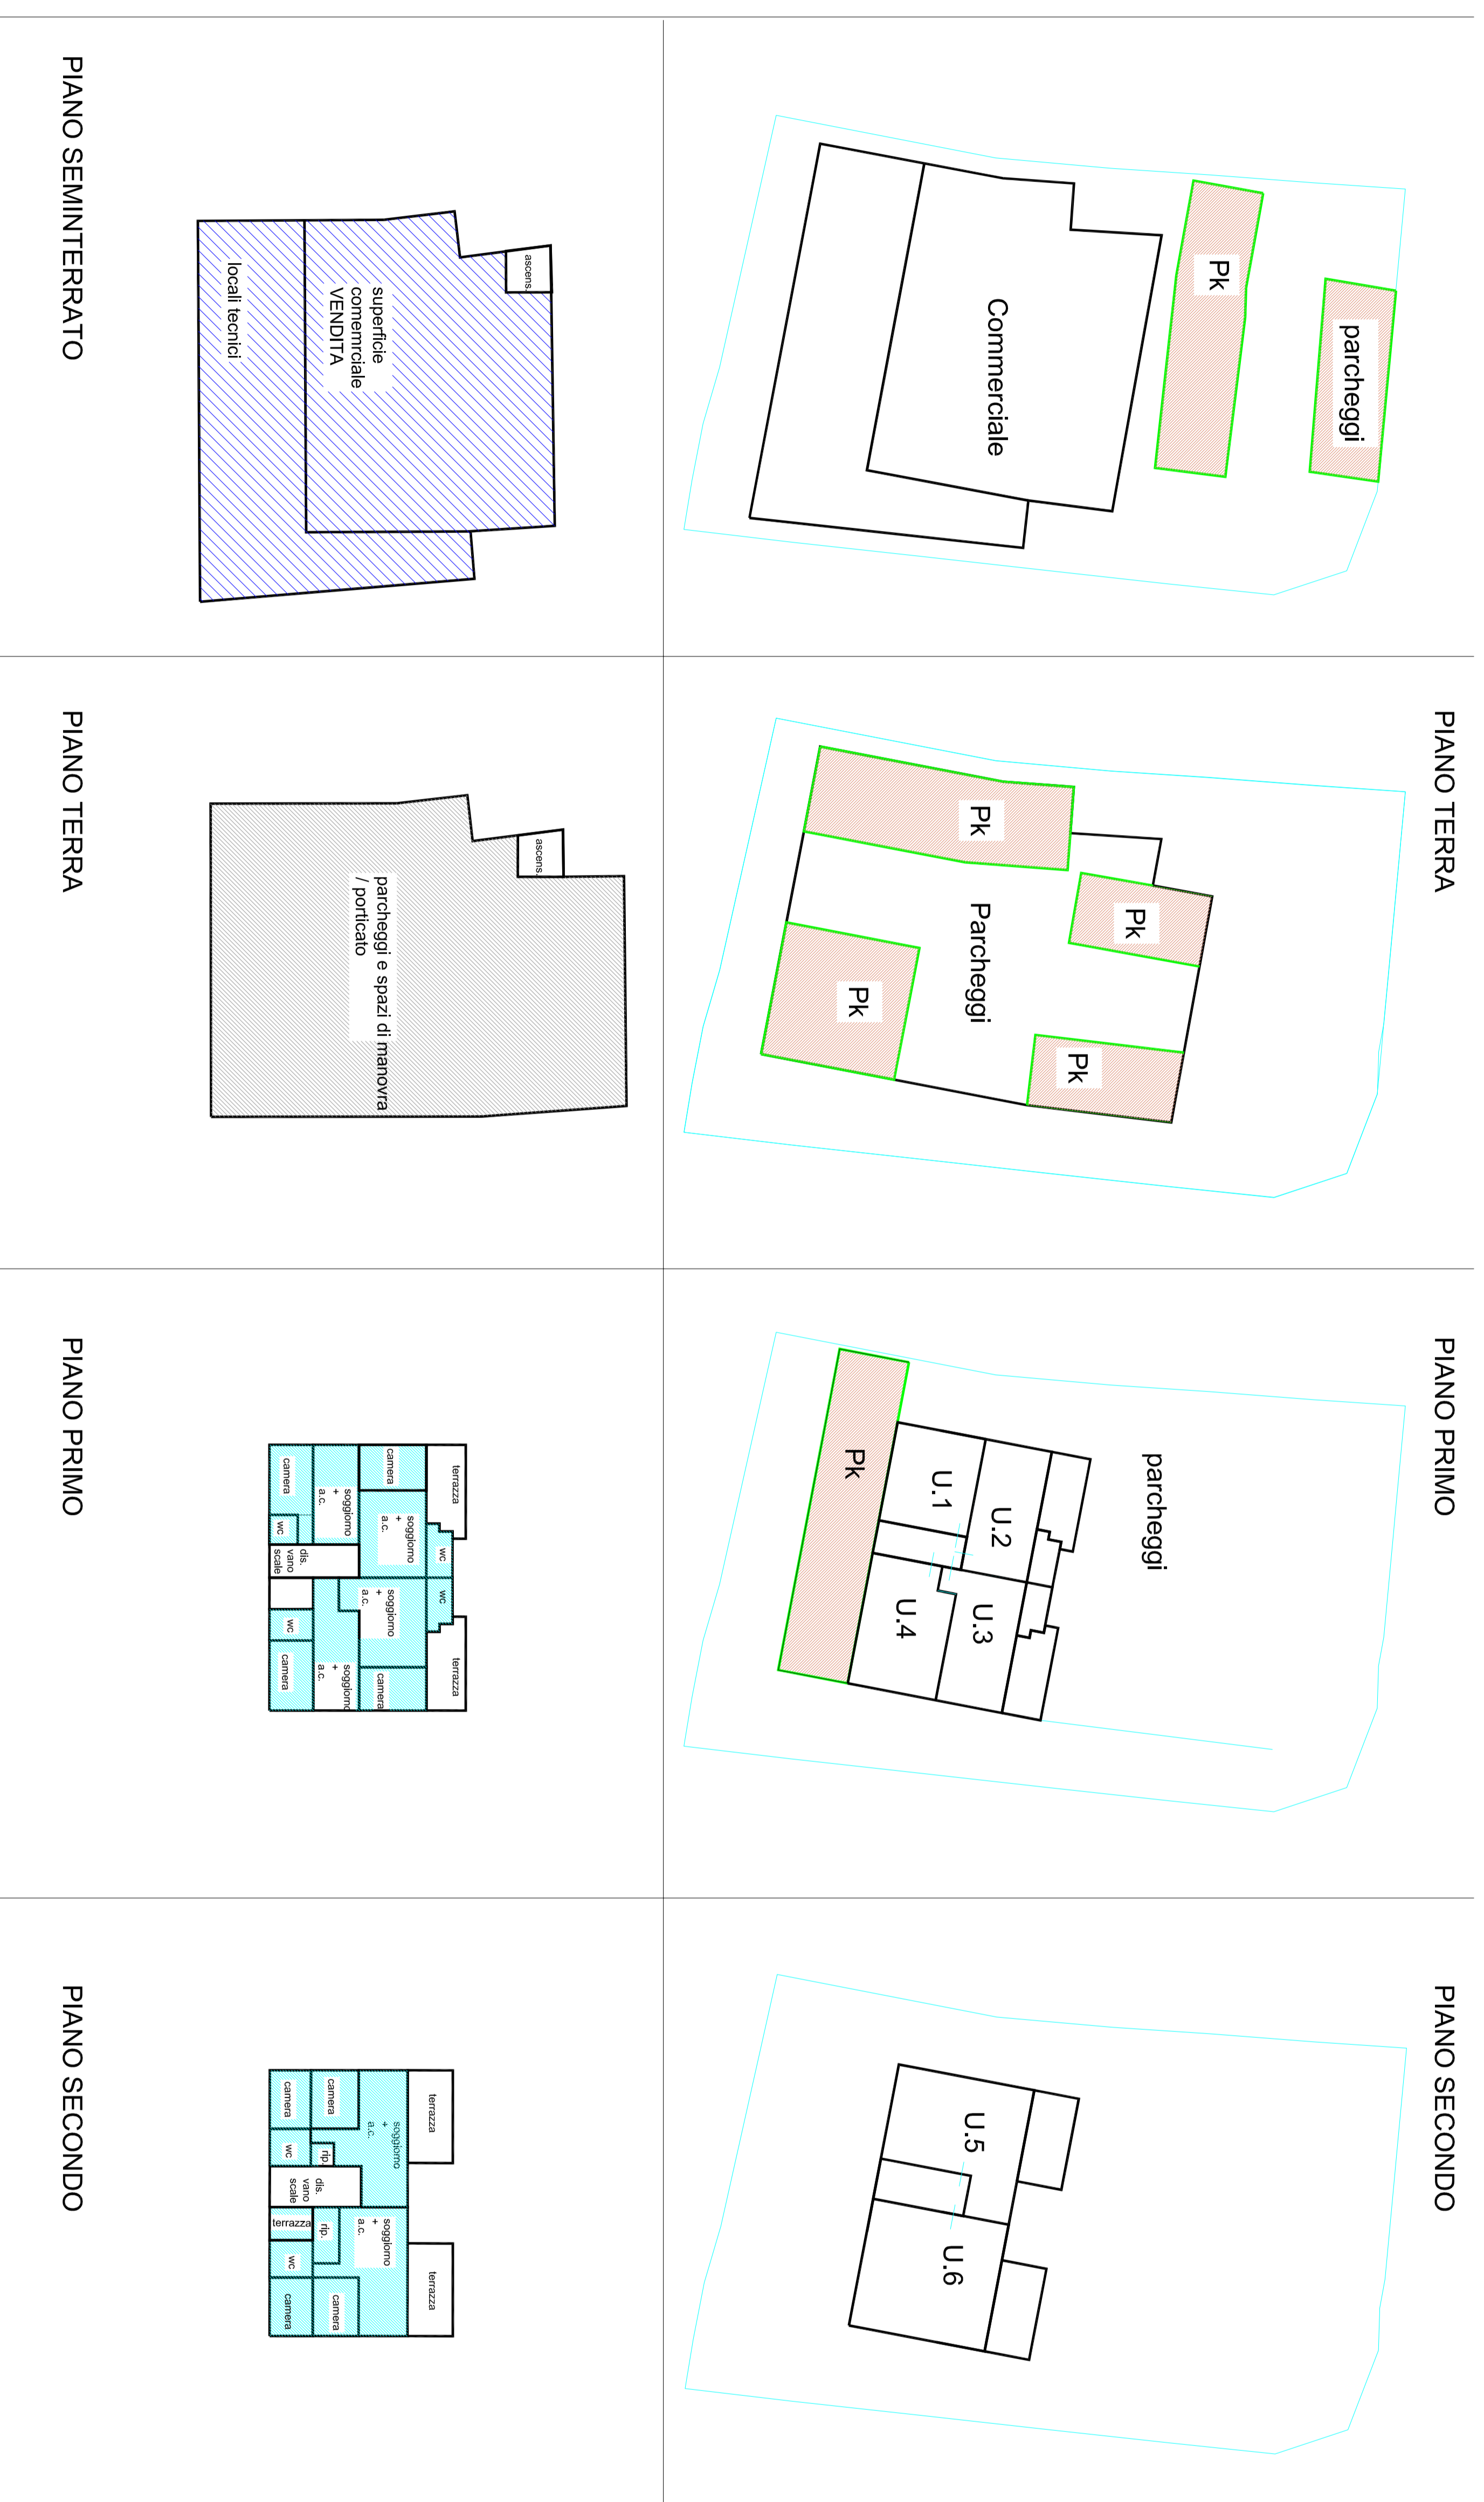 PIANO TERRA
PIANO PRIMO
PIANO SECONDO
Commerciale
Pk
parcheggi
Pk
Pk
Parcheggi
Pk
Pk
parcheggi
Pk
U.1
U.2
U.3
U.4
U.5
U.6
ascens.
superficie
comemrciale
VENDITA
locali tecnici
ascens.
parcheggi e spazi di manovra
/ porticato
terrazza
camera
soggiorno
+
a.c.
wc
soggiorno
+
a.c.
camera
wc
dis.
vano
scale
wc
soggiorno
+
a.c.
terrazza
camera
soggiorno
+
a.c.
wc
camera
terrazza
soggiorno
+
a.c.
camera
camera
wc
rip.
dis.
vano
scale
terrazza
rip.
soggiorno
+
a.c.
terrazza
wc
camera
camera
PIANO SEMINTERRATO
PIANO TERRA
PIANO PRIMO
PIANO SECONDO